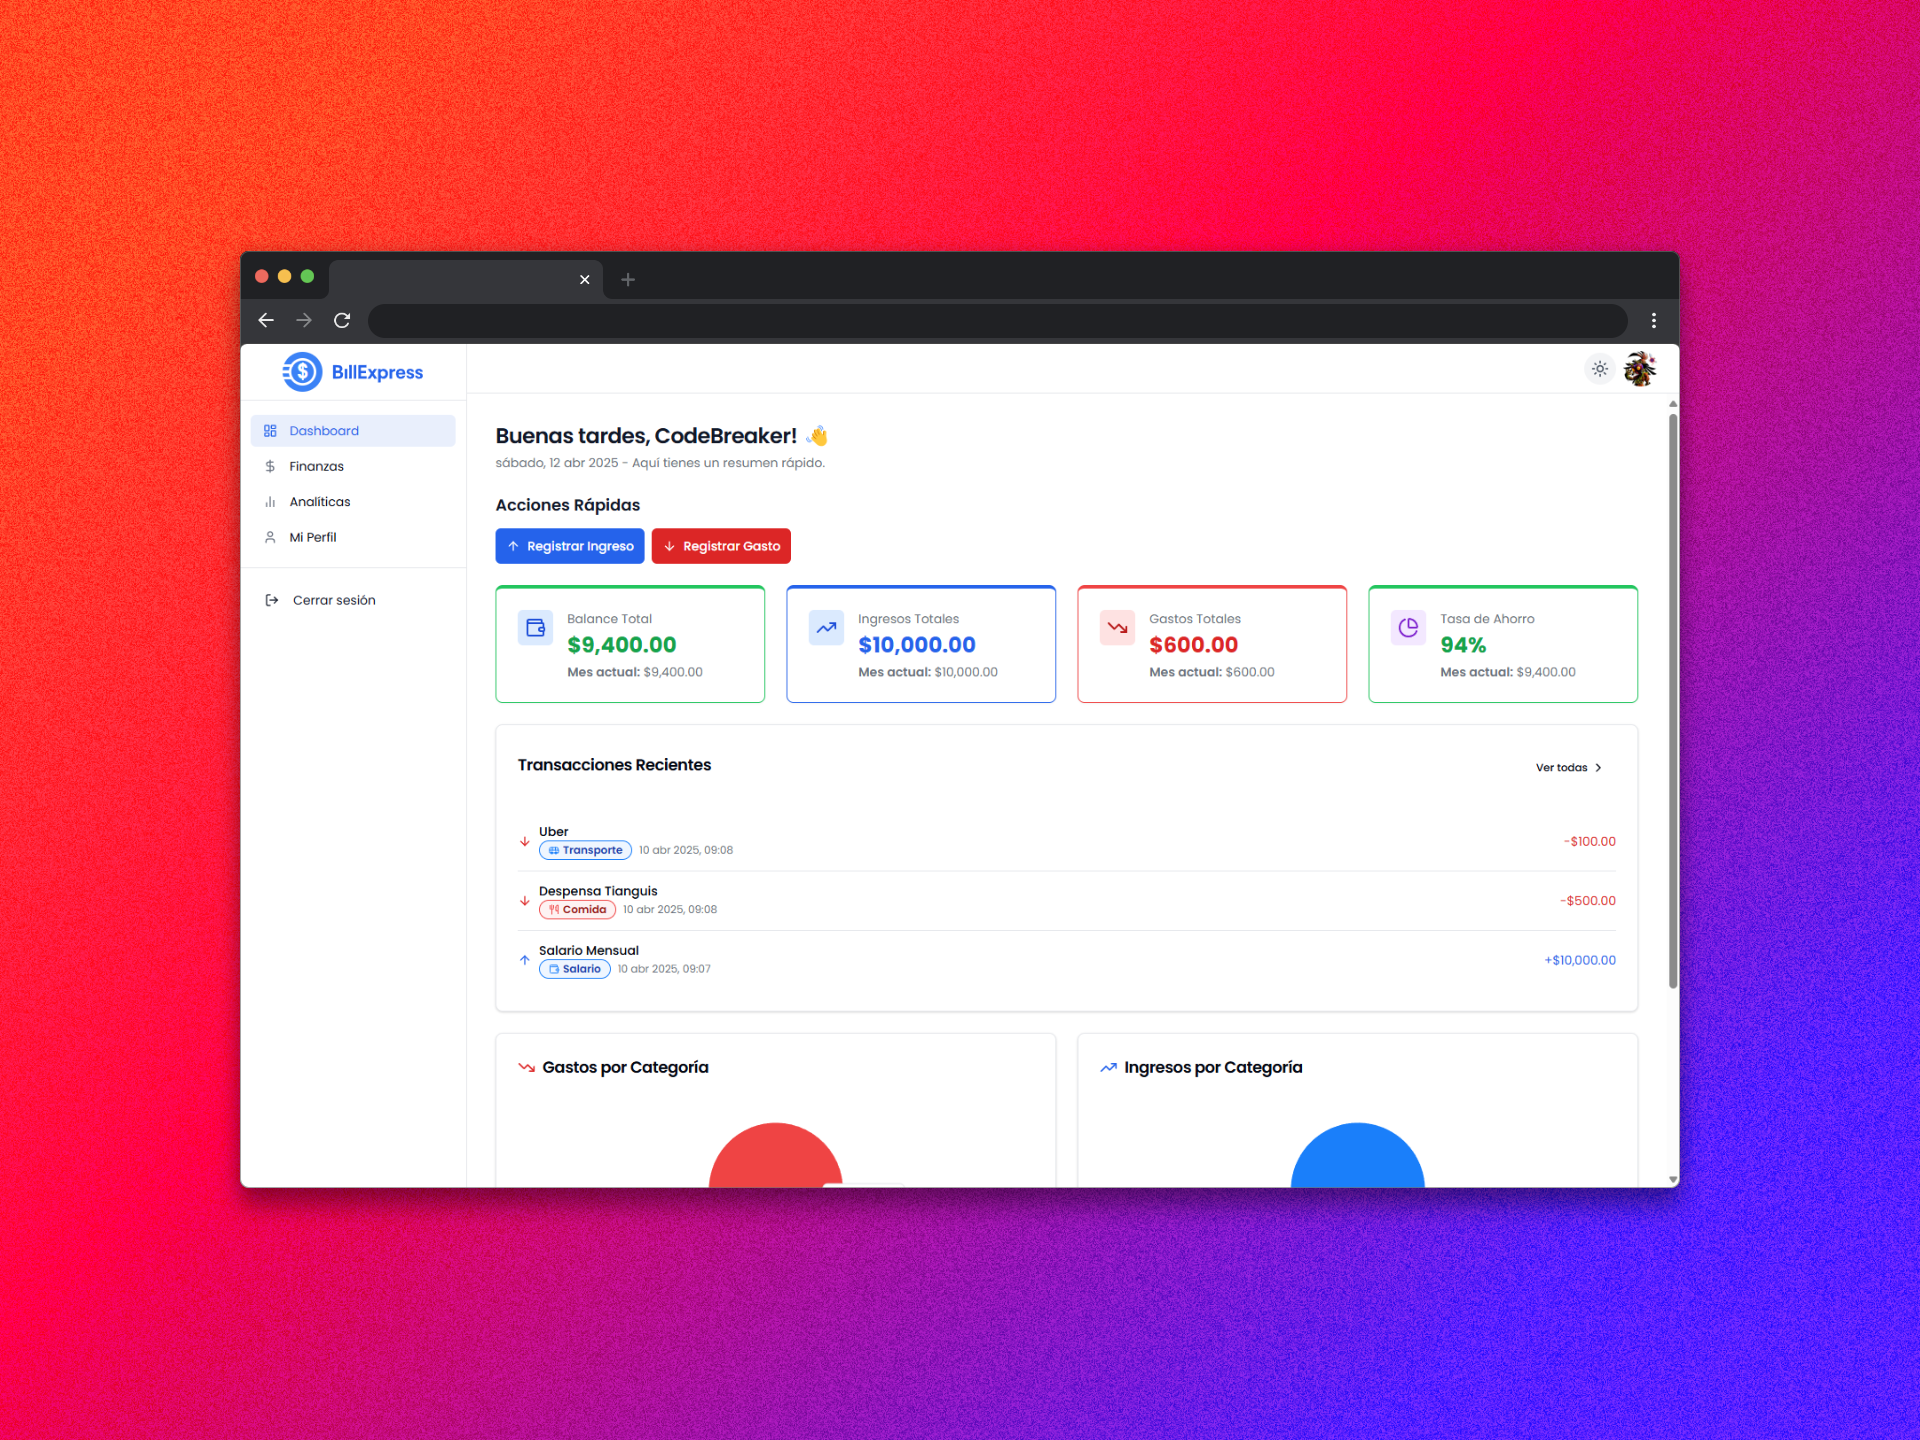 BillExpress
Dashboard
Finanzas
Analíticas
Mi Perfil
Cerrar sesión
Buenas tardes, CodeBreaker! 👋
sábado, 12 abr 2025 - Aquí tienes un resumen rápido.
Acciones Rápidas
Registrar Ingreso
Registrar Gasto
Balance Total
$9,400.00
Mes actual: $9,400.00
Ingresos Totales
$10,000.00
Mes actual: $10,000.00
Gastos Totales
$600.00
Mes actual: $600.00
Tasa de Ahorro
94%
Mes actual: $9,400.00
Transacciones Recientes
Ver todas
Uber
Transporte 10 abr 2025, 09:08
-$100.00
Despensa Tianguis
Comida 10 abr 2025, 09:08
-$500.00
Salario Mensual
Salario 10 abr 2025, 09:07
+$10,000.00
Gastos por Categoría
Ingresos por Categoría